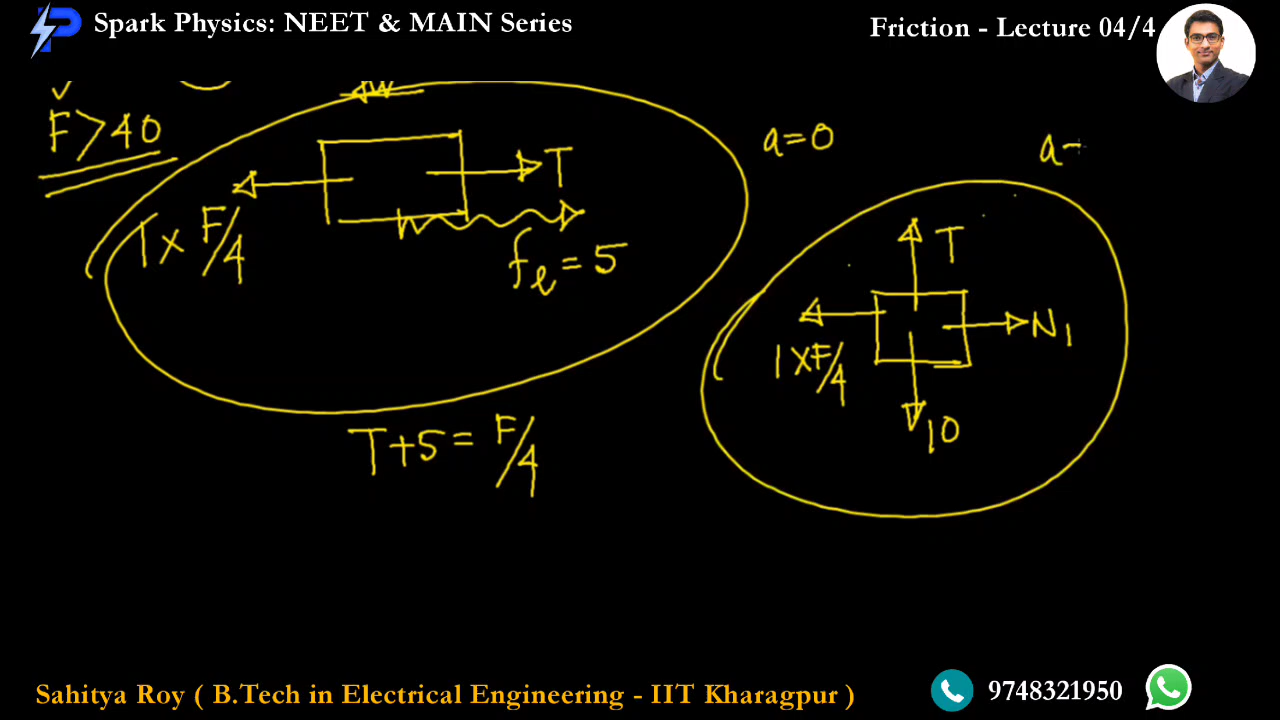 Spark Physics: NEET & MAIN Series
Friction - Lecture 04/4
F>40
a=0
a-
T
1x F/4
fl=5
T
1xF/4
N1
10
T+5= F/4
Sahitya Roy ( B.Tech in Electrical Engineering - IIT Kharagpur )
9748321950